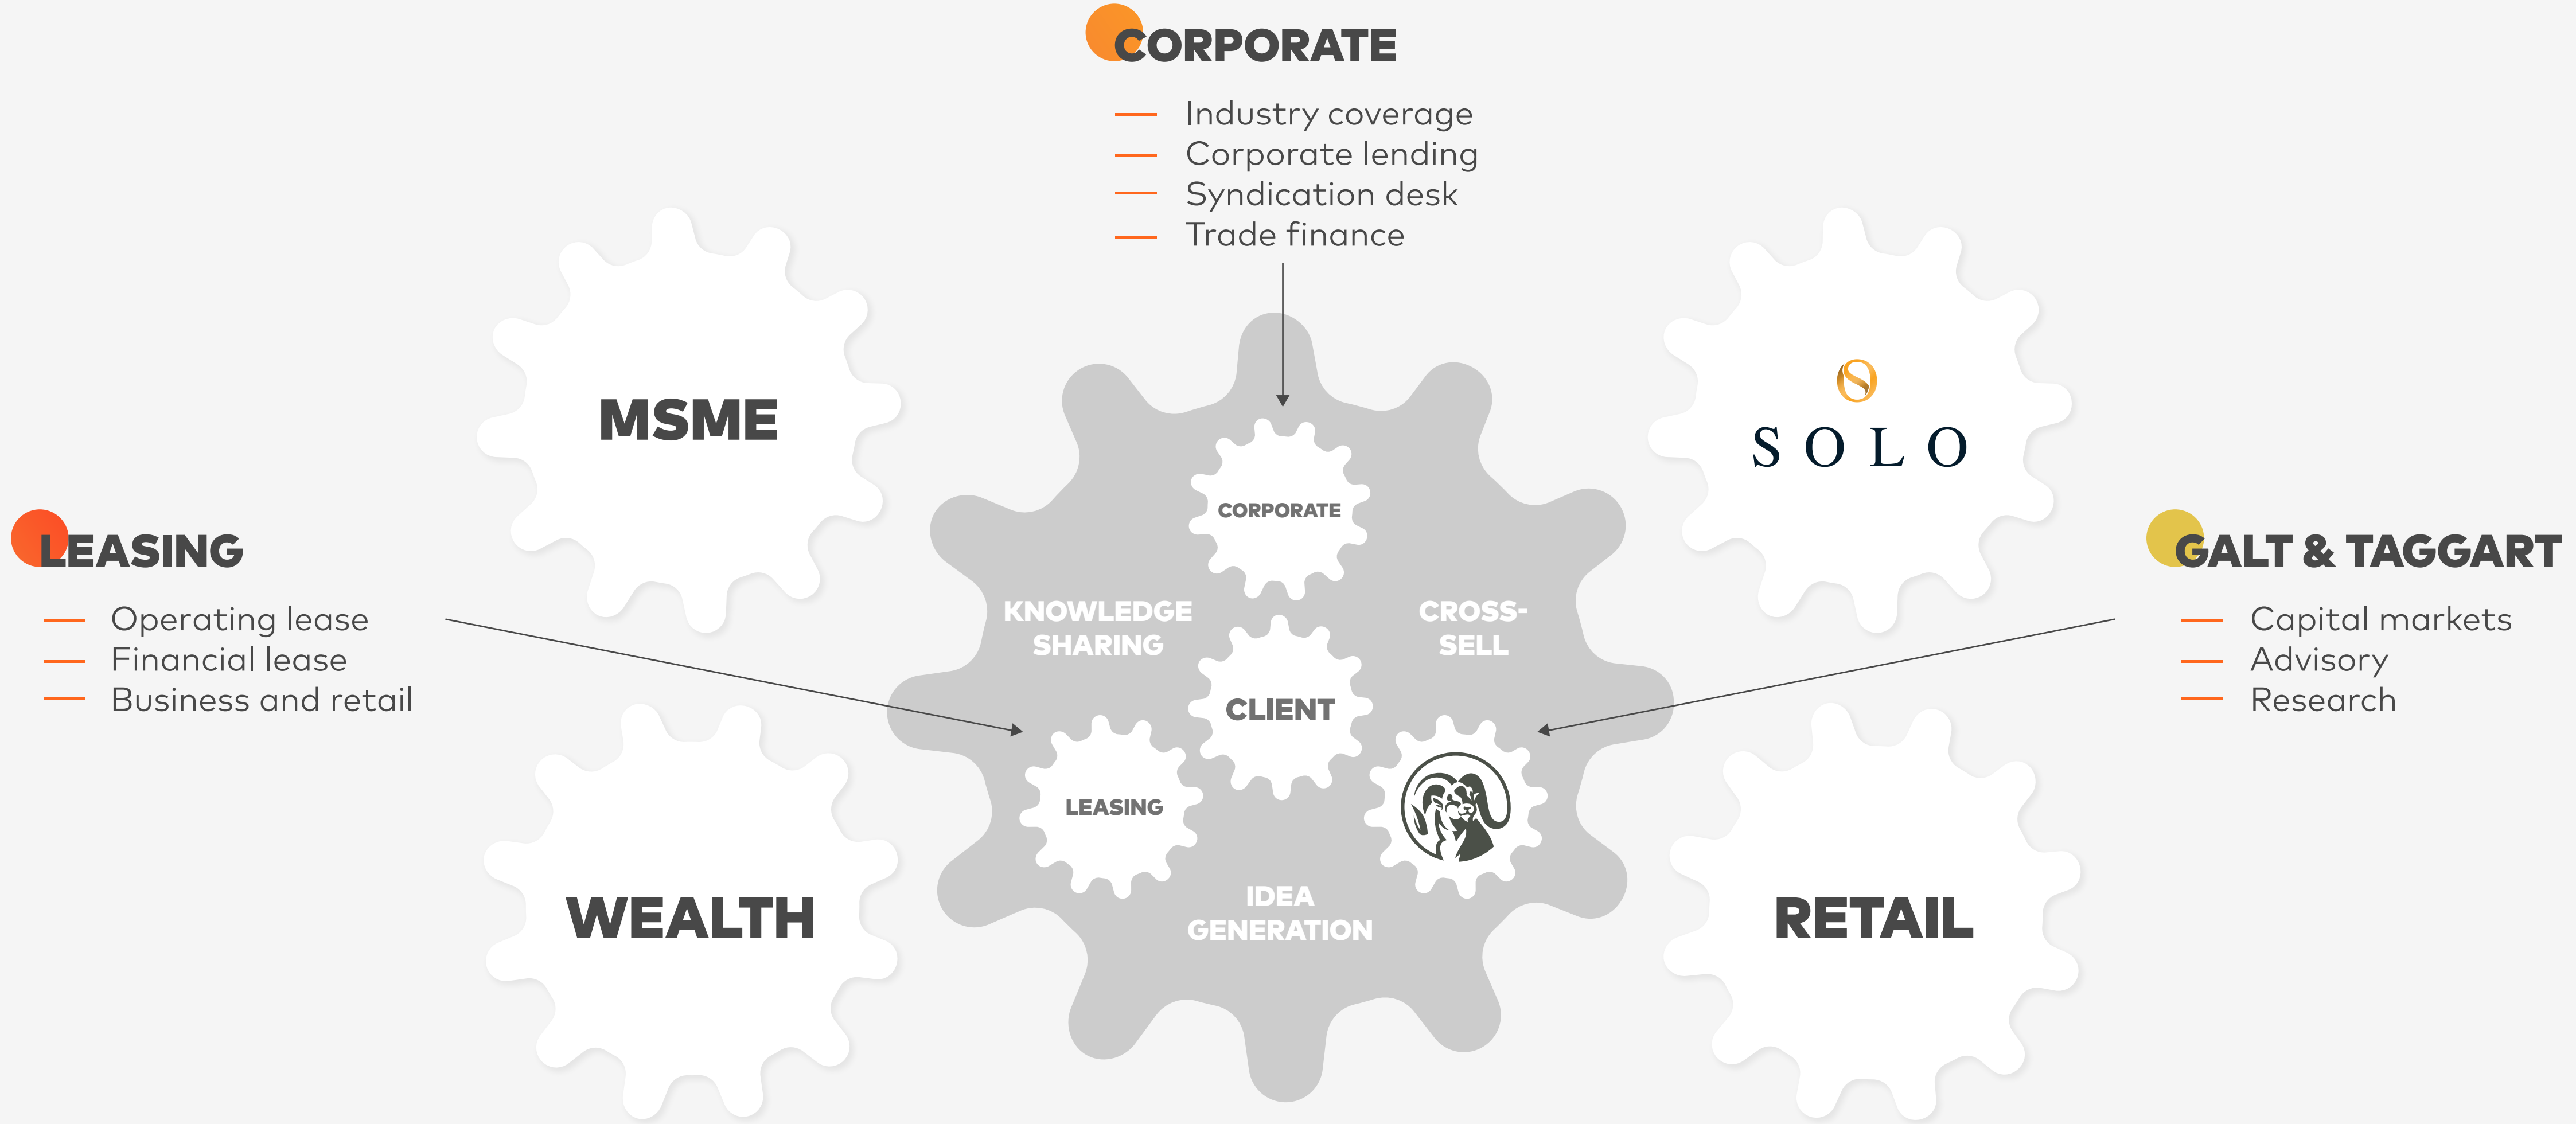 CORPORATE
Industry coverage
Corporate lending
Syndication desk
Trade finance
MSME
SOLO
LEASING
Operating lease
Financial lease
Business and retail
GALT & TAGGART
Capital markets
Advisory
Research
CORPORATE
KNOWLEDGE
SHARING
CROSS-
SELL
CLIENT
LEASING
IDEA
GENERATION
WEALTH
RETAIL